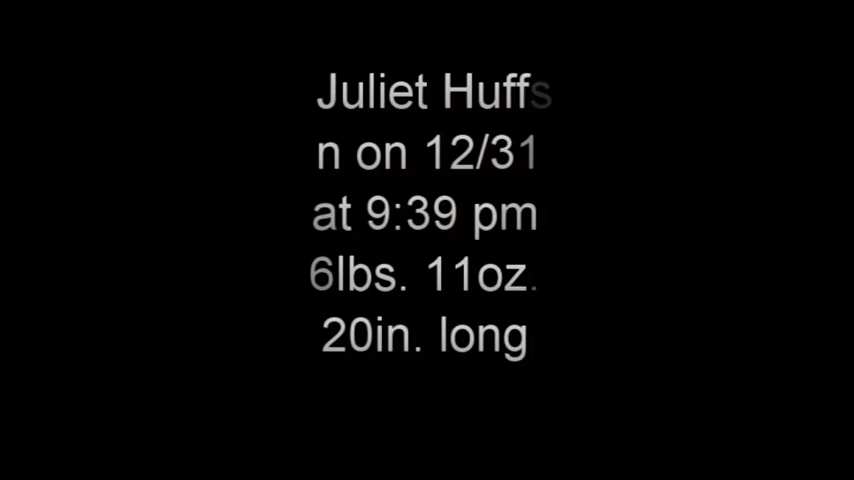 Juliet Huffs
n on 12/31
at 9:39 pm
6lbs. 11oz.
20in. long